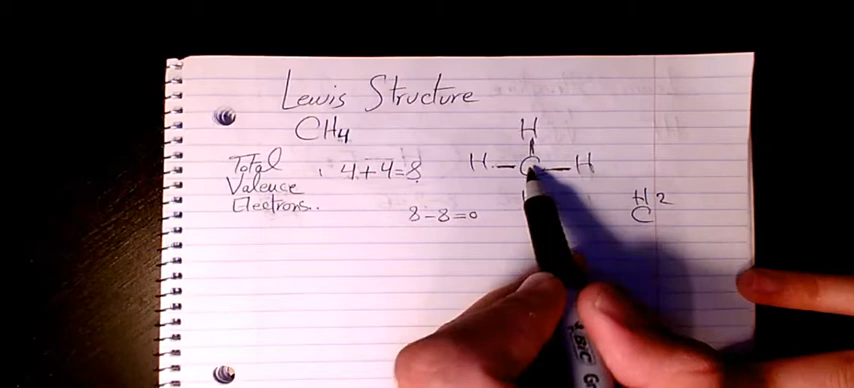 Lewis Structure
CH4
H
Total : 4+4=8
H - C - H
Valence
H 2
Electrons.
8-8=0
C
BIC